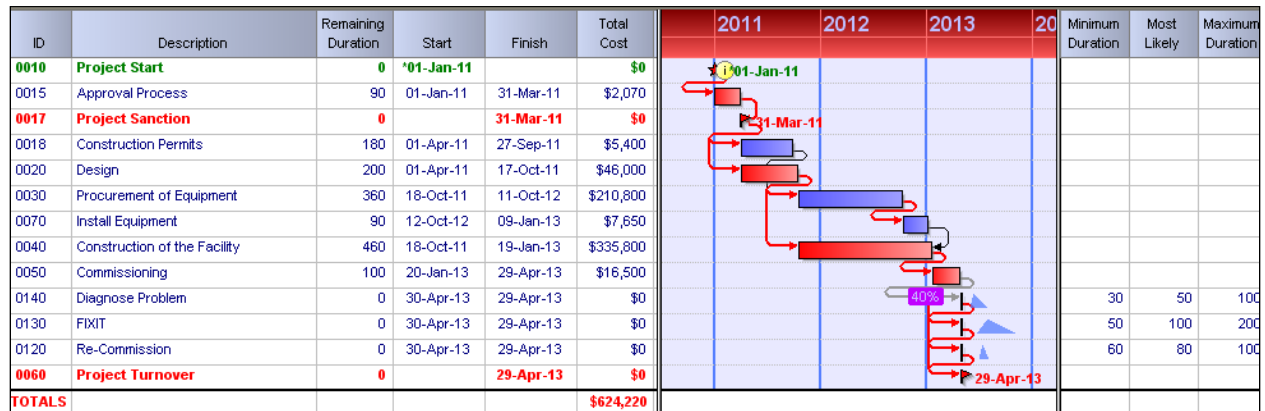 ID Description Remaining Duration Start Finish Total Cost 2011 2012 2013 20 Minimum Duration Most Likely Maximum Duration
0010 Project Start 0 *01-Jan-11 $0 i *01-Jan-11
0015 Approval Process 90 01-Jan-11 31-Mar-11 $2,070
0017 Project Sanction 0 31-Mar-11 $0 31-Mar-11
0018 Construction Permits 180 01-Apr-11 27-Sep-11 $5,400
0020 Design 200 01-Apr-11 17-Oct-11 $46,000
0030 Procurement of Equipment 360 18-Oct-11 11-Oct-12 $210,800
0070 Install Equipment 90 12-Oct-12 09-Jan-13 $7,650
0040 Construction of the Facility 460 18-Oct-11 19-Jan-13 $335,800
0050 Commissioning 100 20-Jan-13 29-Apr-13 $16,500
0140 Diagnose Problem 0 30-Apr-13 29-Apr-13 $0 40% 30 50 100
0130 FIXIT 0 30-Apr-13 29-Apr-13 $0 50 100 200
0120 Re-Commission 0 30-Apr-13 29-Apr-13 $0 60 80 100
0060 Project Turnover 0 29-Apr-13 $0 29-Apr-13
TOTALS $624,220